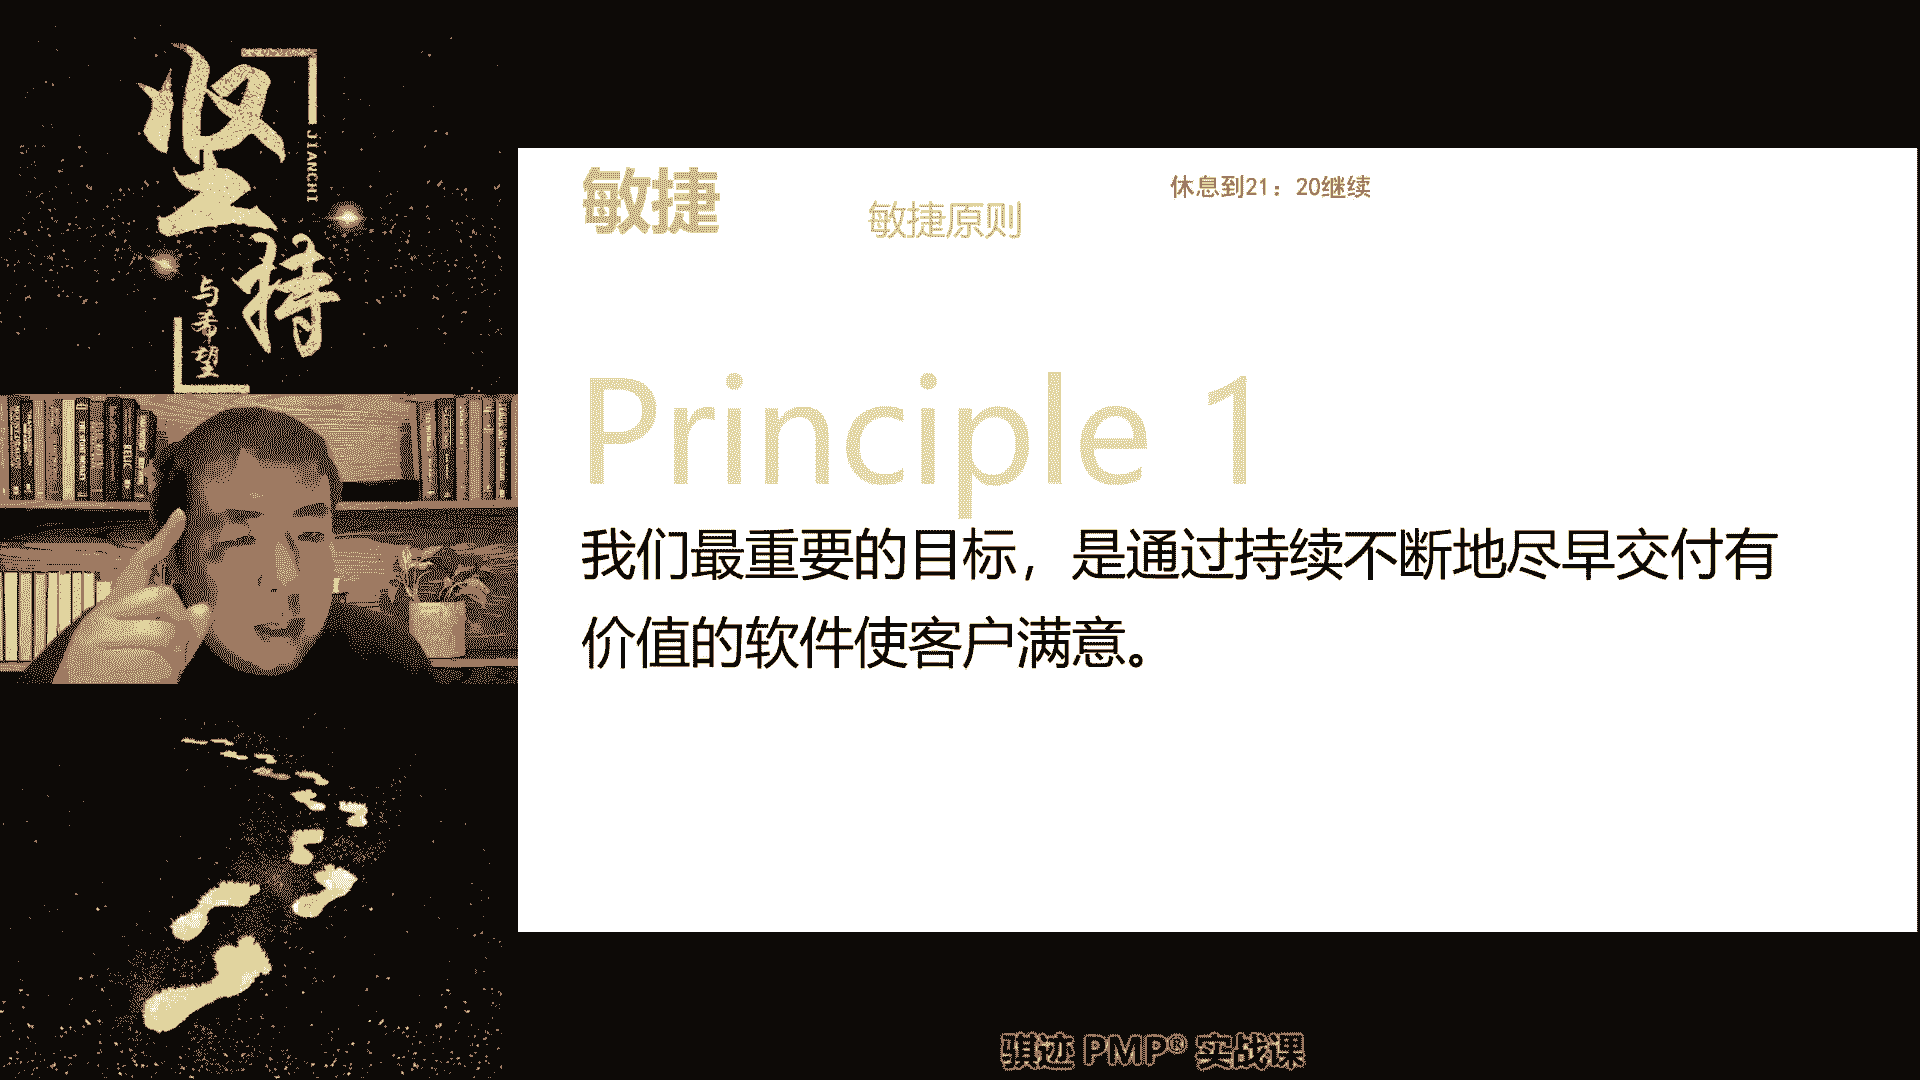 坚持
JIANCHI
与希望
敏捷
敏捷原则
休息到21：20继续
Principle 1
我们最重要的目标，是通过持续不断地尽早交付有
价值的软件使客户满意。
骐迹 PMP® 实战课